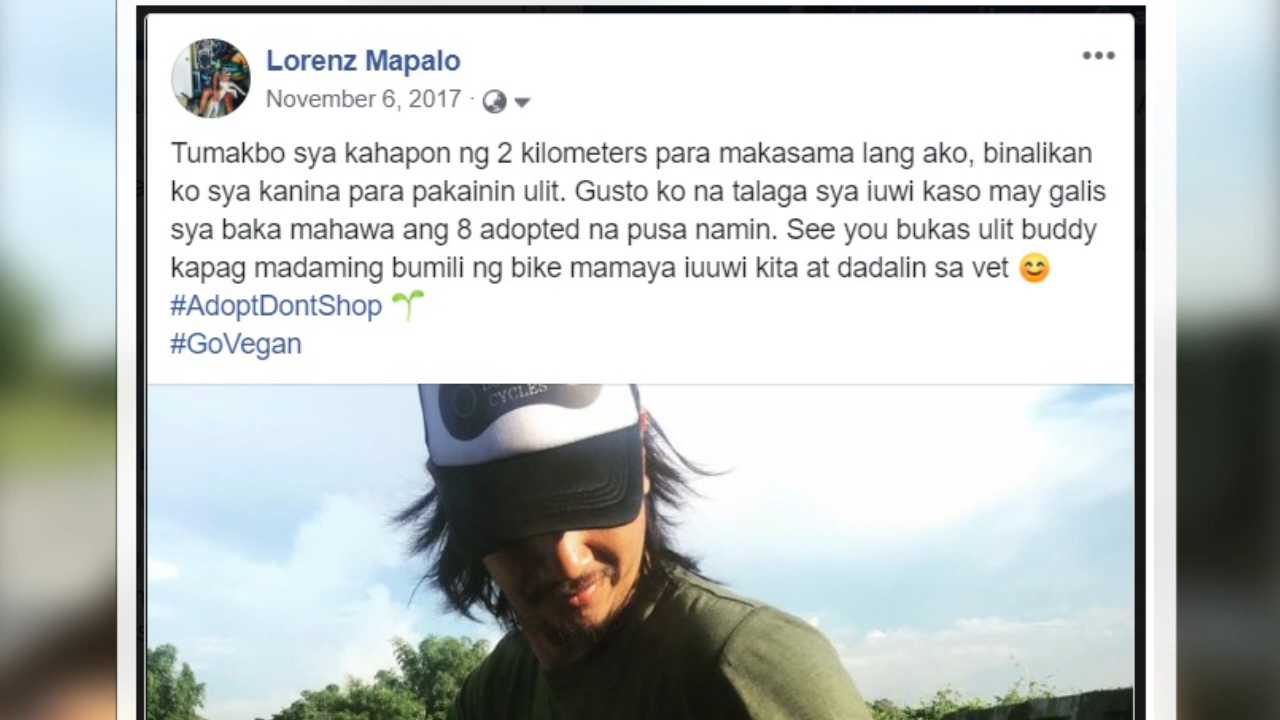 Lorenz Mapalo
November 6, 2017
Tumakbo sya kahapon ng 2 kilometers para makasama lang ako, binalikan
ko sya kanina para pakainin ulit. Gusto ko na talaga sya iuwi kaso may galis
sya baka mahawa ang 8 adopted na pusa namin. See you bukas ulit buddy
kapag madaming bumili ng bike mamaya iuuwi kita at dadalin sa vet 😊
#AdoptDontShop 🌱
#GoVegan
CYCLES